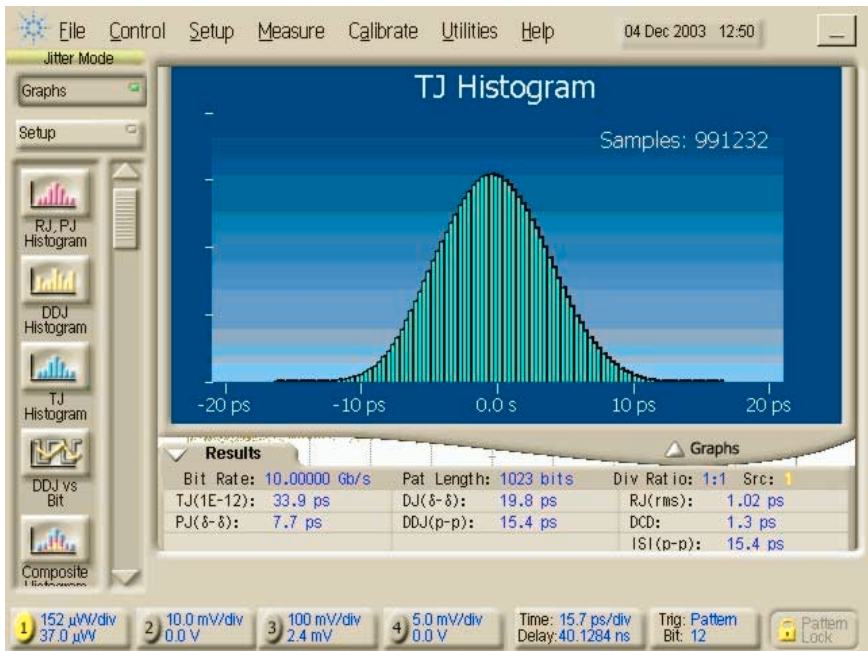 File Control Setup Measure Calibrate Utilities Help 04 Dec 2003 12:50
Jitter Mode
Graphs
Setup
RJ, PJ
Histogram
DDJ
Histogram
TJ
Histogram
DDJ vs
Bit
Composite
Histogram
TJ Histogram
Samples: 991232
-20 ps -10 ps 0.0 s 10 ps 20 ps
Results
Graphs
Bit Rate: 10.00000 Gb/s Pat Length: 1023 bits Div Ratio: 1:1 Src: 1
TJ(1E-12): 33.9 ps DJ(δ-δ): 19.8 ps RJ(rms): 1.02 ps
PJ(δ-δ): 7.7 ps DDJ(p-p): 15.4 ps DCD: 1.3 ps
ISI(p-p): 15.4 ps
1 152 µW/div 2 10.0 mV/div 3 100 mV/div 4 5.0 mV/div Time: 15.7 ps/div Trig: Pattern Pattern
37.0 µW 0.0 V 2.4 mV 0.0 V Delay:40.1284 ns Bit: 12 Lock